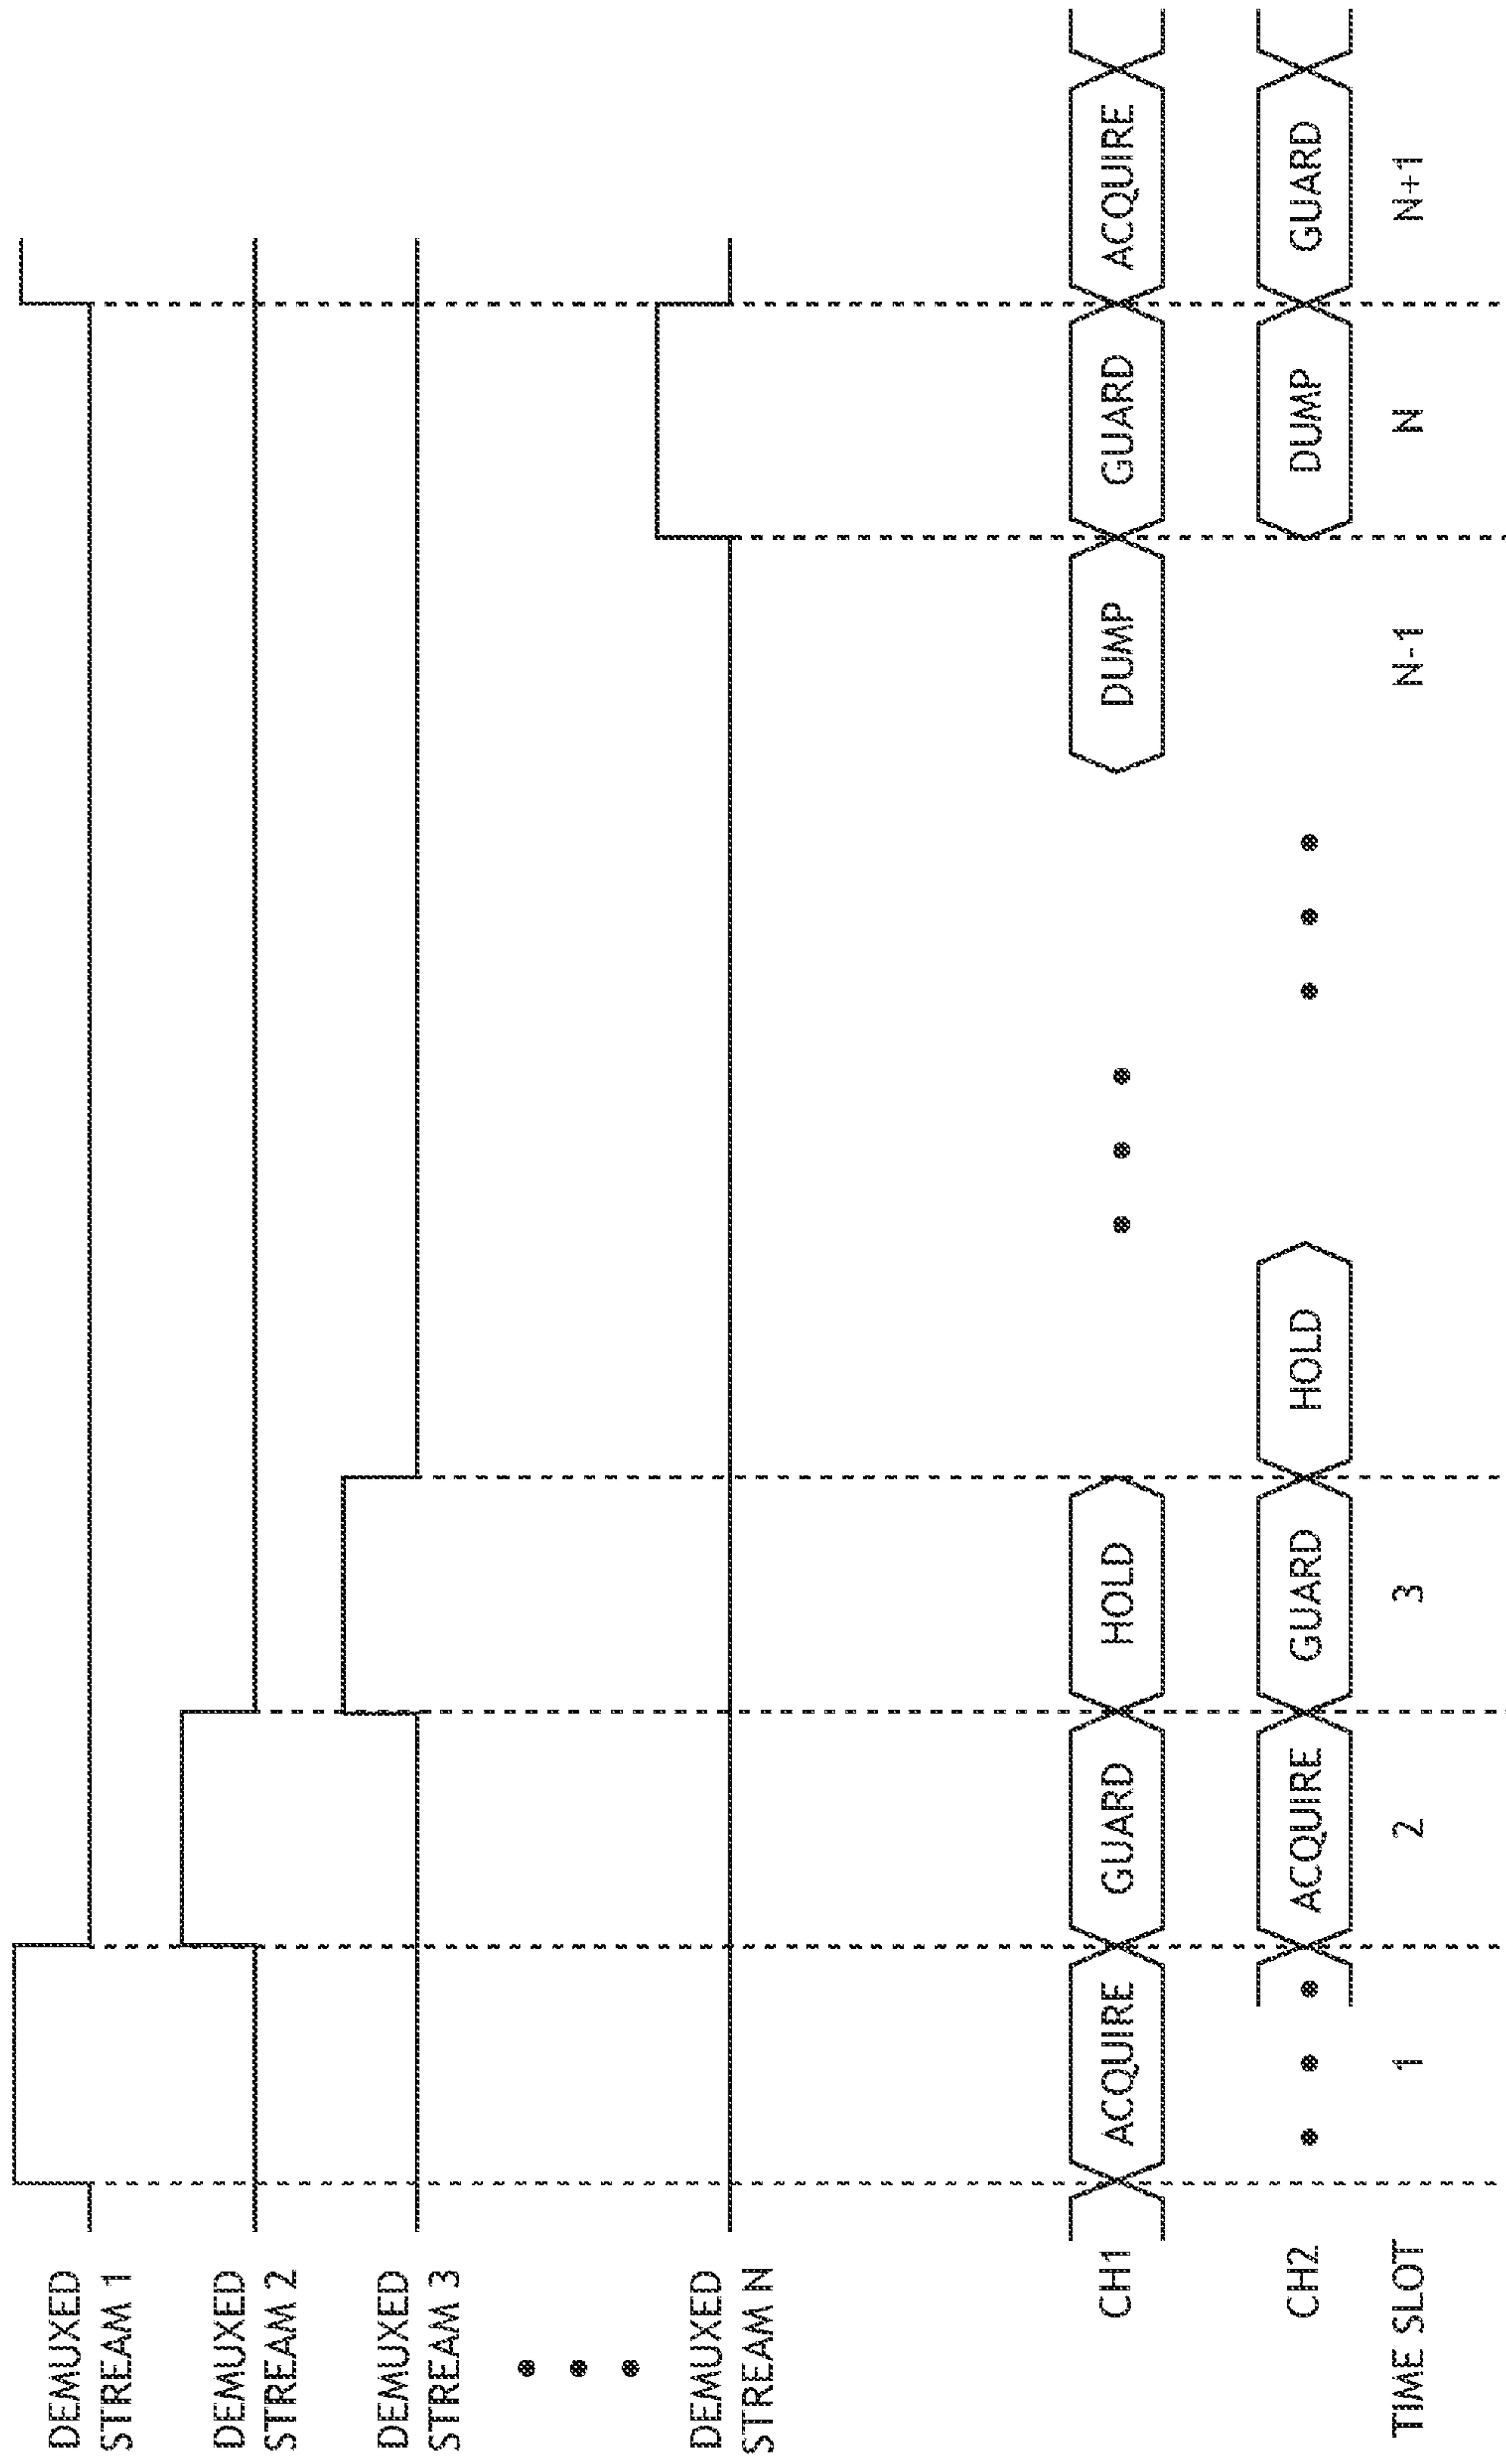 DEMUXED
STREAM 1
DEMUXED
STREAM 2
DEMUXED
STREAM 3
DEMUXED
STREAM N
CH1 ACQUIRE GUARD HOLD DUMP GUARD ACQUIRE
CH2 ACQUIRE GUARD HOLD DUMP GUARD
TIME SLOT 1 2 3 N-1 N N+1